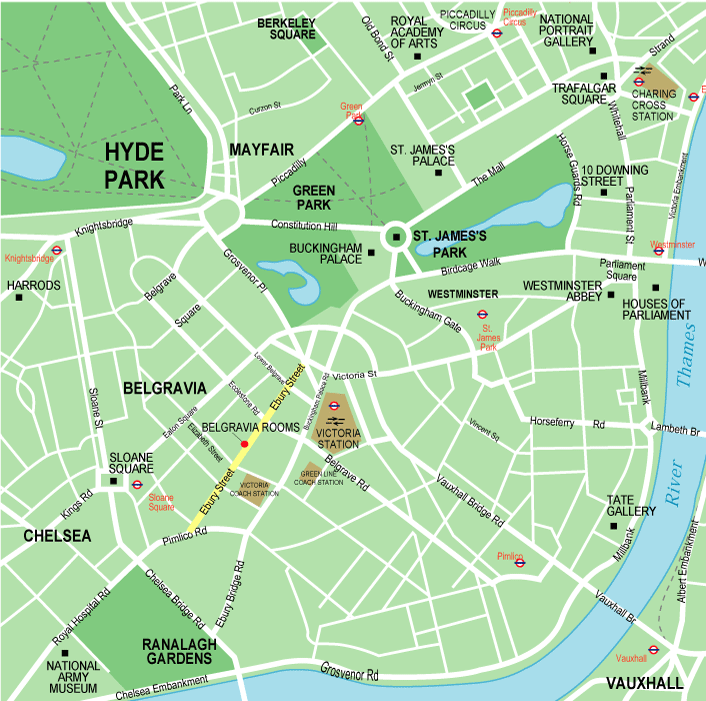 BERKELEY
SQUARE
Old Bond St
ROYAL
ACADEMY
OF ARTS
PICCADILLY
CIRCUS
Piccadilly
Circus
NATIONAL
PORTRAIT
GALLERY
Strand
Park Ln
Curzon St
Green
Park
Jermyn St
TRAFALGAR
SQUARE
CHARING
CROSS
STATION
E
Whitehall
HYDE
PARK
MAYFAIR
Piccadilly
ST. JAMES'S
PALACE
The Mall
Horse Guards Rd
10 DOWNING
STREET
Victoria Embankment
GREEN
PARK
Parliament St
Knightsbridge
Constitution Hill
ST. JAMES'S
PARK
BUCKINGHAM
PALACE
Westminster
Knightsbridge
Grosvenor Pl
Birdcage Walk
Parliament
Square
W
HARRODS
Belgrave
Square
Buckingham Gate
WESTMINSTER
WESTMINSTER
ABBEY
HOUSES OF
PARLIAMENT
St.
James
Park
River Thames
Lower Belgrave
Victoria St
Millbank
BELGRAVIA
Ecclestone Rd
Ebury Street
Buckingham Palace Rd
Sloane St
Eaton Square
Elizabeth Street
BELGRAVIA ROOMS
VICTORIA
STATION
Vincent Sq
Horseferry Rd
Lambeth Br
SLOANE
SQUARE
Sloane
Square
Ebury Street
VICTORIA
COACH STATION
GREEN LINE
COACH STATION
Belgrave Rd
Vauxhall Bridge Rd
Kings Rd
TATE
GALLERY
CHELSEA
Pimlico Rd
Pimlico
Millbank
Albert Embankment
Chelsea Bridge Rd
Ebury Bridge Rd
Royal Hospital Rd
Vauxhall Br
RANALAGH
GARDENS
NATIONAL
ARMY
MUSEUM
Grosvenor Rd
Chelsea Embankment
Vauxhall
VAUXHALL